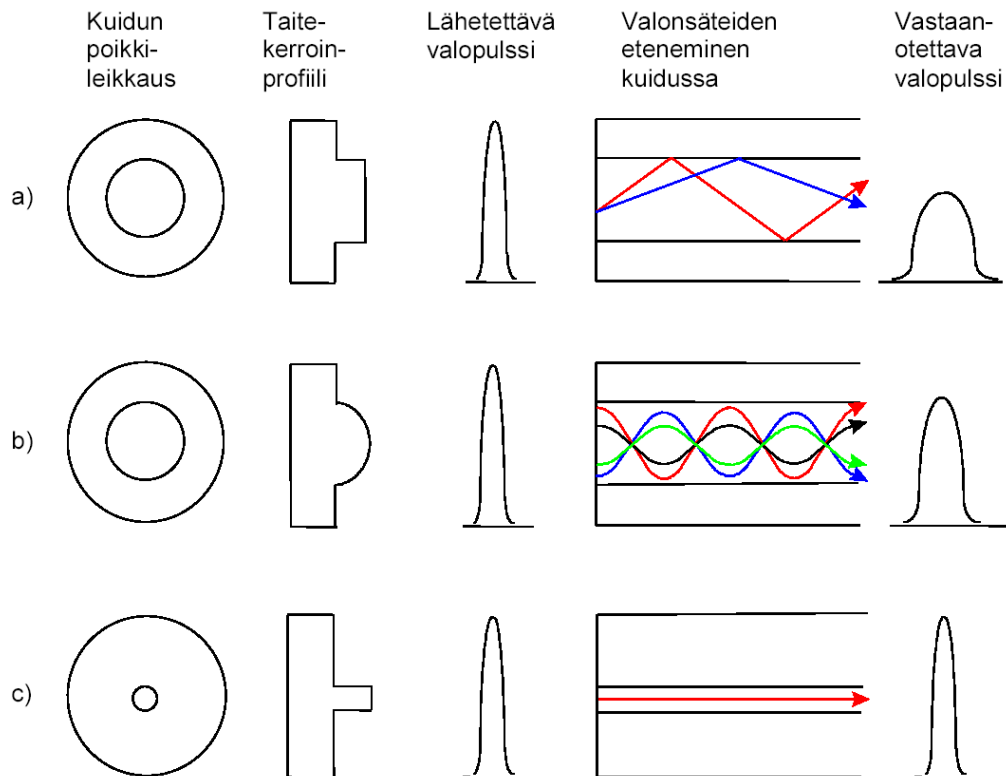 Kuidun
poikki-
leikkaus
Taite-
kerroin-
profiili
Lähetettävä
valopulssi
Valonsäteiden
eteneminen
kuidussa
Vastaan-
otettava
valopulssi
a)
b)
c)